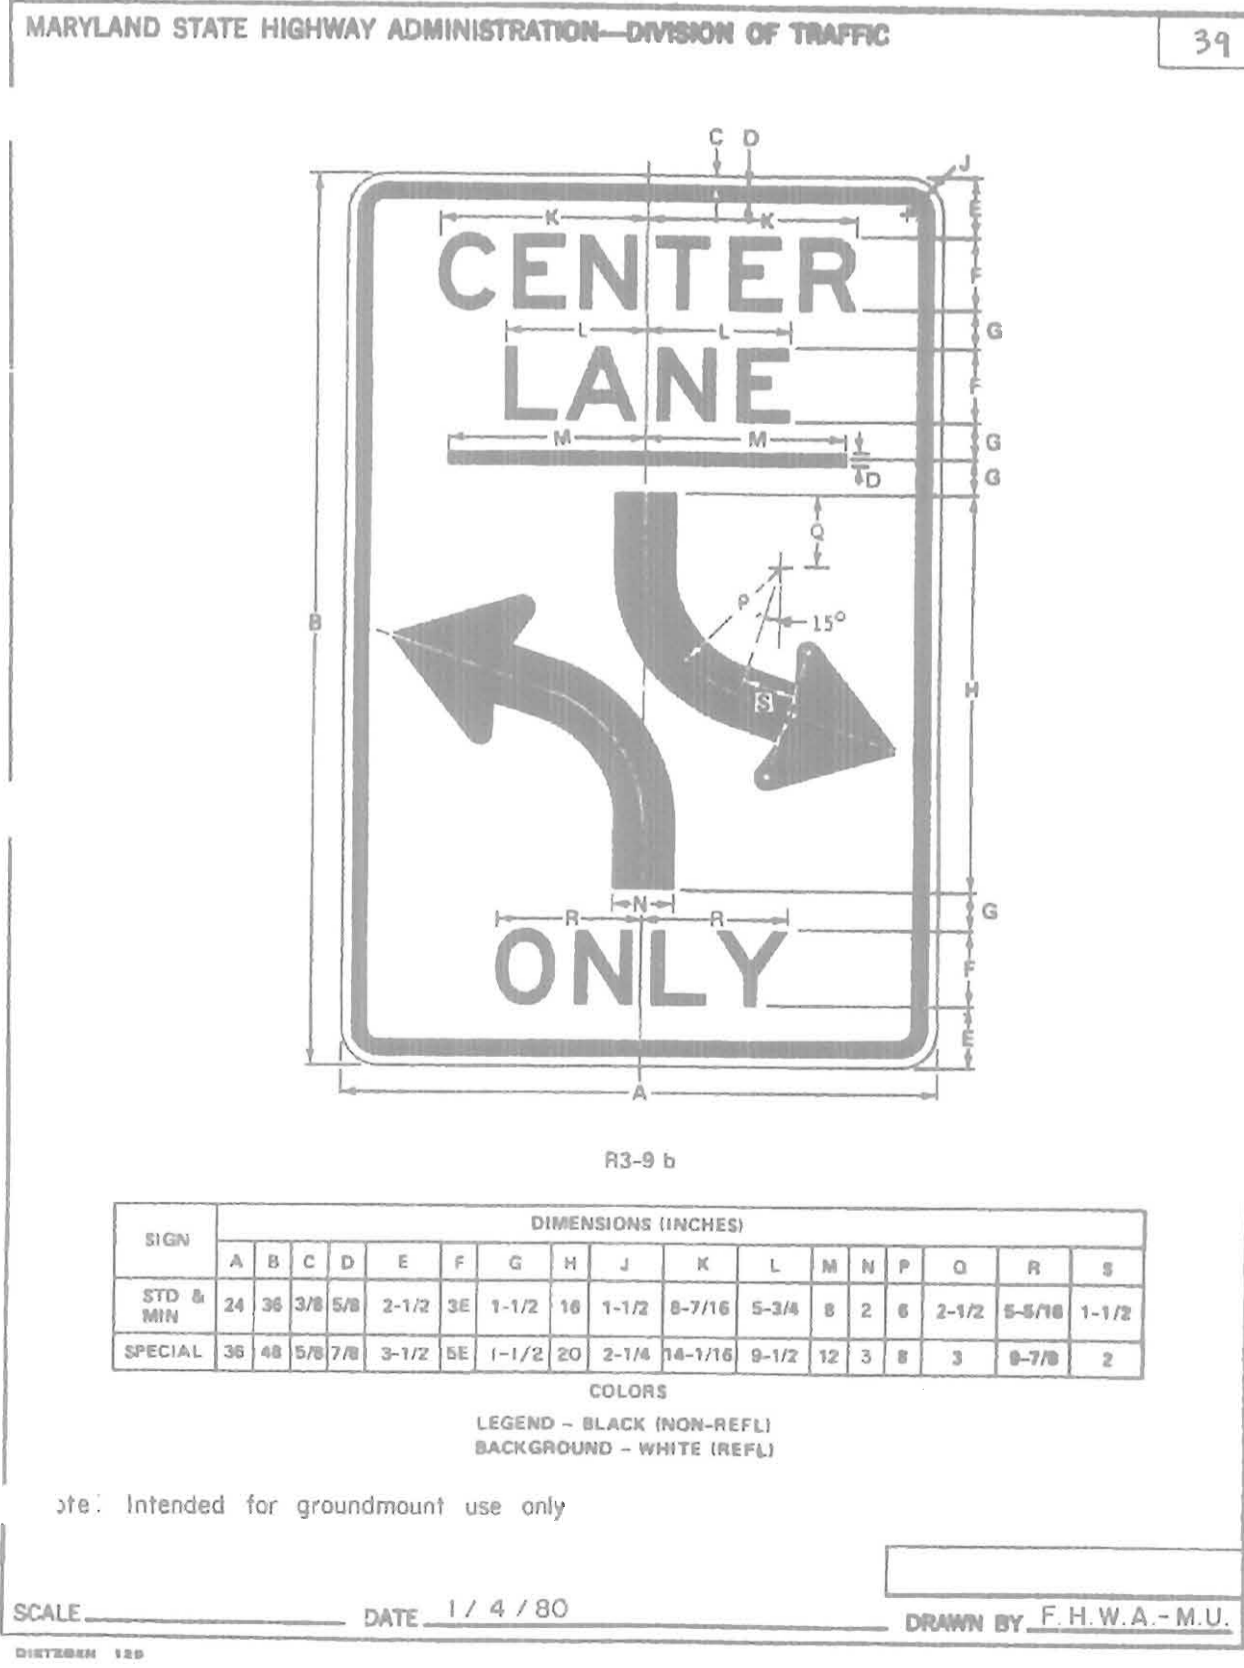 MARYLAND STATE HIGHWAY ADMINISTRATION—DIVISION OF TRAFFIC
39
C D
J
K K E
CENTER F
L L G
LANE F
M M G
D G
Q
P
15°
B
S H
N G
R R
ONLY F
E
A
R3-9 b
SIGN DIMENSIONS (INCHES)
A B C D E F G H J K L M N P Q R S
STD & MIN 24 36 3/8 5/8 2-1/2 3E 1-1/2 16 1-1/2 8-7/16 5-3/4 8 2 6 2-1/2 5-5/16 1-1/2
SPECIAL 36 48 5/8 7/8 3-1/2 5E 1-1/2 20 2-1/4 14-1/16 9-1/2 12 3 8 3 9-7/8 2
COLORS
LEGEND - BLACK (NON-REFL)
BACKGROUND - WHITE (REFL)
ote: Intended for groundmount use only
SCALE DATE 1/4/80 DRAWN BY F.H.W.A.-M.U.
DIETZGEN 129